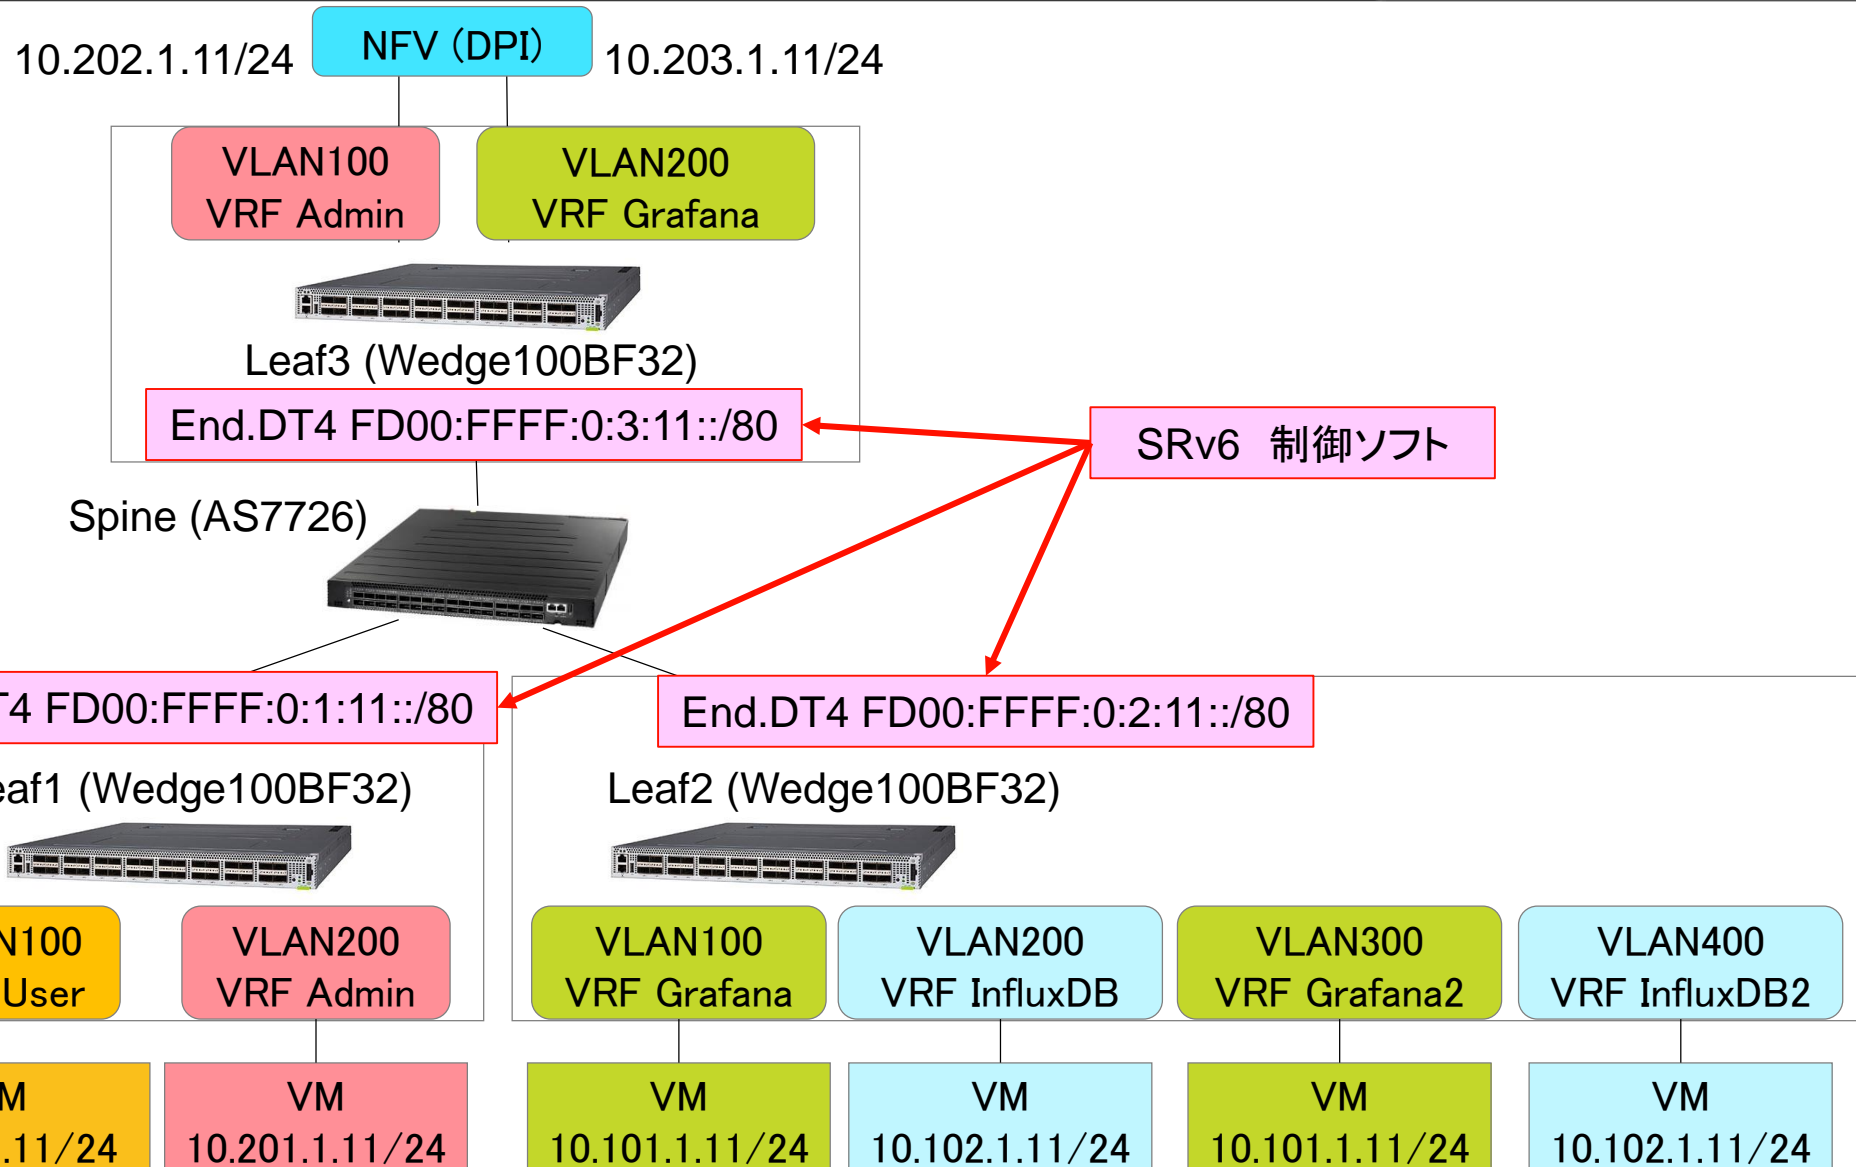 10.202.1.11/24
NFV (DPI)
10.203.1.11/24
VLAN100
VRF Admin
VLAN200
VRF Grafana
Leaf3 (Wedge100BF32)
End.DT4 FD00:FFFF:0:3:11::/80
SRv6　制御ソフト
Spine (AS7726)
T4 FD00:FFFF:0:1:11::/80
End.DT4 FD00:FFFF:0:2:11::/80
eaf1 (Wedge100BF32)
Leaf2 (Wedge100BF32)
N100
User
VLAN200
VRF Admin
VLAN100
VRF Grafana
VLAN200
VRF InfluxDB
VLAN300
VRF Grafana2
VLAN400
VRF InfluxDB2
M
.11/24
VM
10.201.1.11/24
VM
10.101.1.11/24
VM
10.102.1.11/24
VM
10.101.1.11/24
VM
10.102.1.11/24